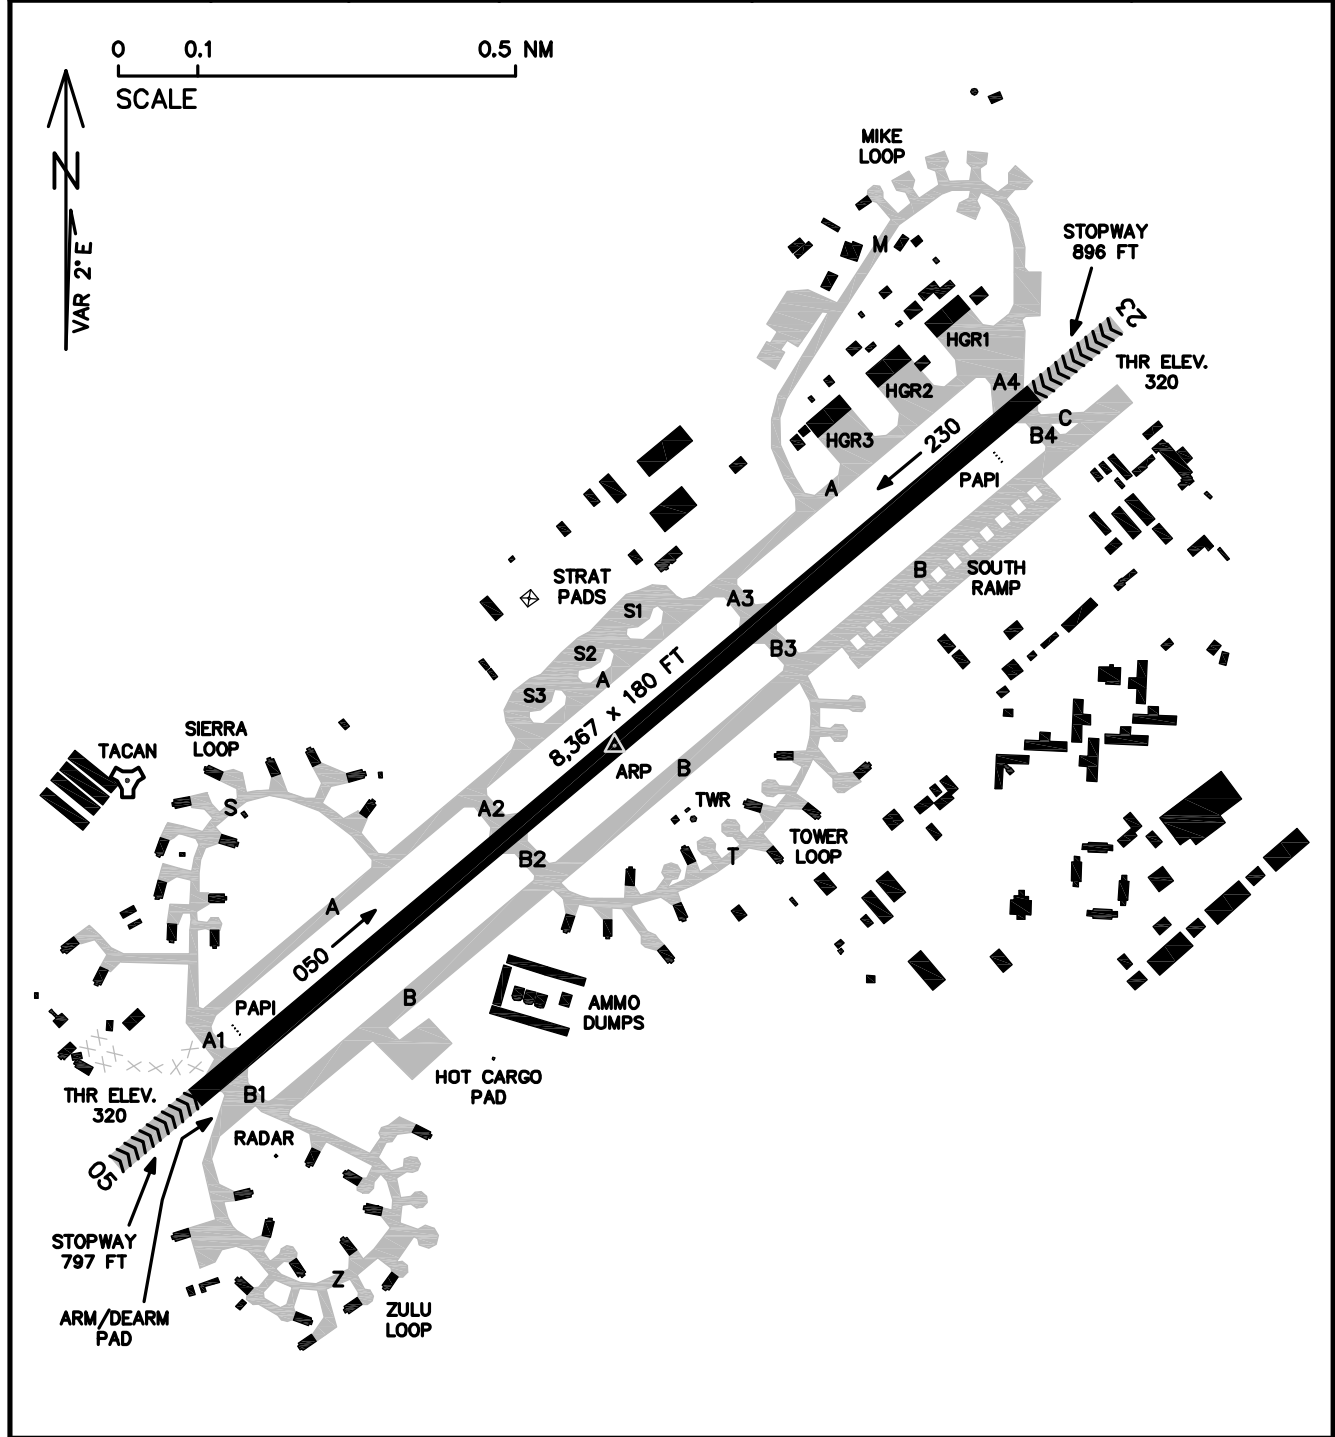 0 0.1 0.5 NM
SCALE
N
VAR 2° E
MIKE
LOOP
STOPWAY
896 FT
M
23
HGR1
THR ELEV.
320
A4
HGR2
C
B4
230
HGR3
PAPI
A
B
SOUTH
RAMP
STRAT
PADS
A3
S1
B3
S2
A
S3
8,367 x 180 FT
SIERRA
LOOP
TACAN
ARP
B
TWR
S
A2
TOWER
LOOP
B2
T
A
050
B
PAPI
AMMO
DUMPS
A1
HOT CARGO
PAD
THR ELEV.
320
B1
RADAR
05
STOPWAY
797 FT
Z
ARM/DEARM
PAD
ZULU
LOOP